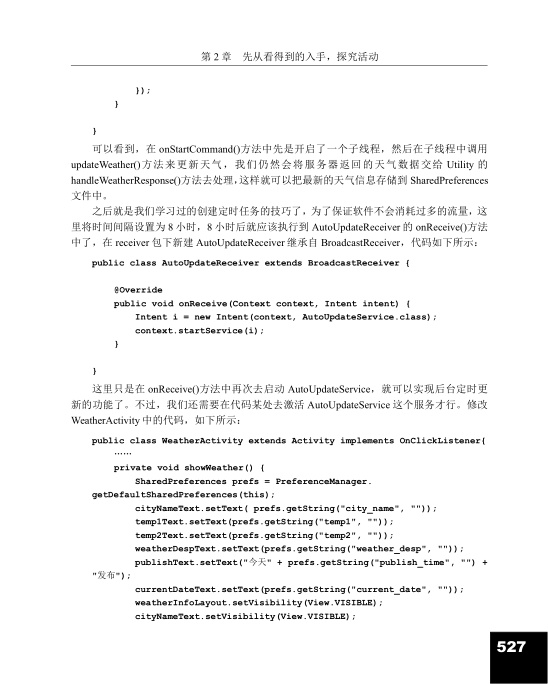 第 2 章　先从看得到的入手，探究活动
});
}
}
可以看到，在 onStartCommand()方法中先是开启了一个子线程，然后在子线程中调用
updateWeather()方法来更新天气，我们仍然会将服务器返回的天气数据交给 Utility 的
handleWeatherResponse()方法去处理，这样就可以把最新的天气信息存储到 SharedPreferences
文件中。
之后就是我们学习过的创建定时任务的技巧了，为了保证软件不会消耗过多的流量，这
里将时间间隔设置为 8 小时，8 小时后就应该执行到 AutoUpdateReceiver 的 onReceive()方法
中了，在 receiver 包下新建 AutoUpdateReceiver 继承自 BroadcastReceiver，代码如下所示：
public class AutoUpdateReceiver extends BroadcastReceiver {
@Override
public void onReceive(Context context, Intent intent) {
Intent i = new Intent(context, AutoUpdateService.class);
context.startService(i);
}
}
这里只是在 onReceive()方法中再次去启动 AutoUpdateService，就可以实现后台定时更
新的功能了。不过，我们还需要在代码某处去激活 AutoUpdateService 这个服务才行。修改
WeatherActivity 中的代码，如下所示：
public class WeatherActivity extends Activity implements OnClickListener{
……
private void showWeather() {
SharedPreferences prefs = PreferenceManager.
getDefaultSharedPreferences(this);
cityNameText.setText( prefs.getString("city_name", ""));
temp1Text.setText(prefs.getString("temp1", ""));
temp2Text.setText(prefs.getString("temp2", ""));
weatherDespText.setText(prefs.getString("weather_desp", ""));
publishText.setText("今天" + prefs.getString("publish_time", "") +
"发布");
currentDateText.setText(prefs.getString("current_date", ""));
weatherInfoLayout.setVisibility(View.VISIBLE);
cityNameText.setVisibility(View.VISIBLE);
527